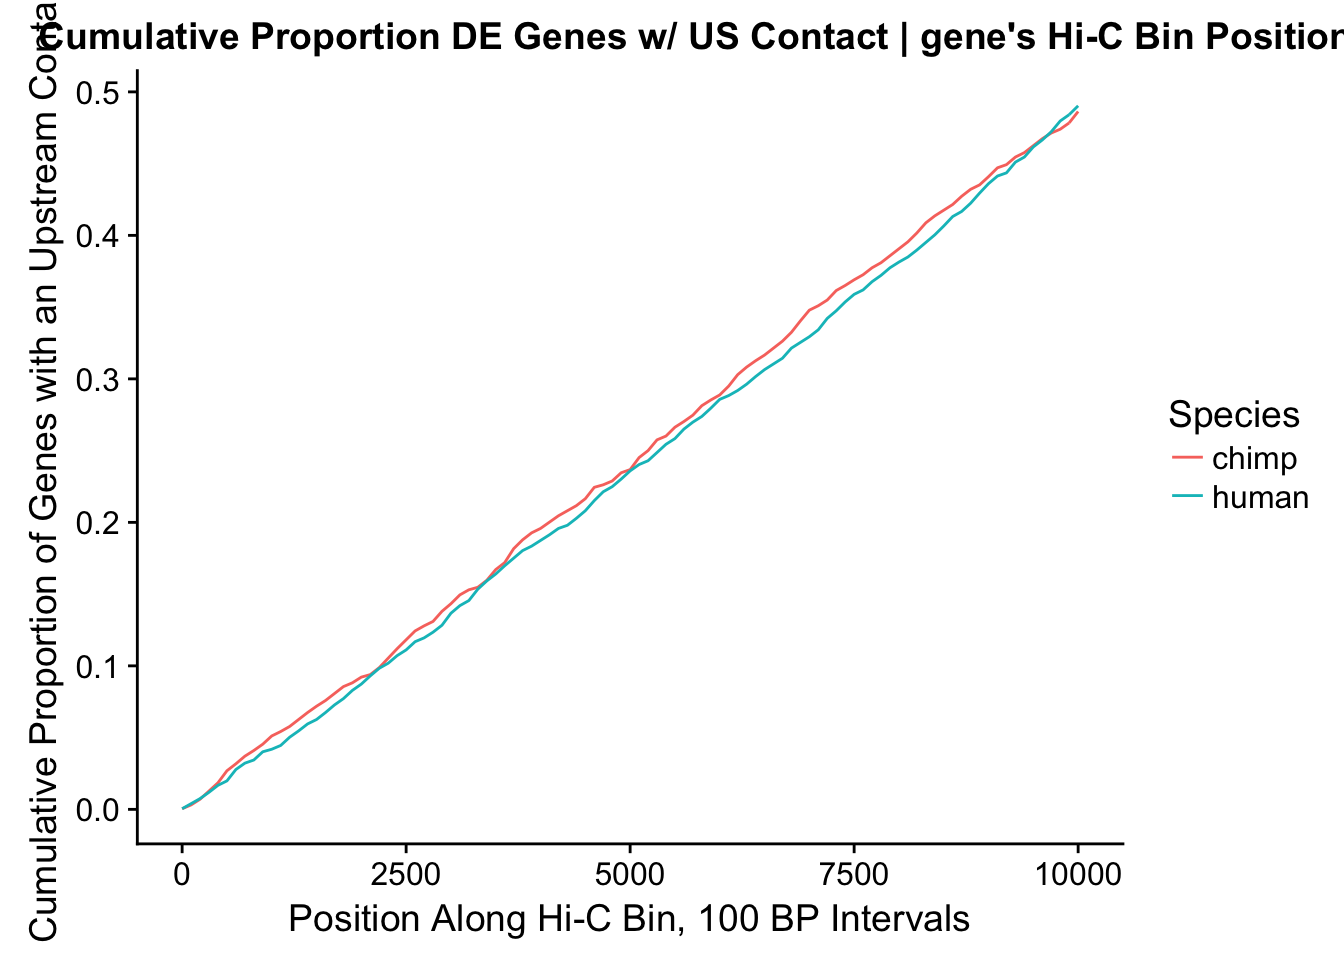 Cumulative Proportion DE Genes w/ US Contact | gene's Hi-C Bin Position
Cumulative Proportion of Genes with an Upstream Conta
0.5
0.4
0.3
0.2
0.1
0.0
0 2500 5000 7500 10000
Position Along Hi-C Bin, 100 BP Intervals
Species
chimp
human